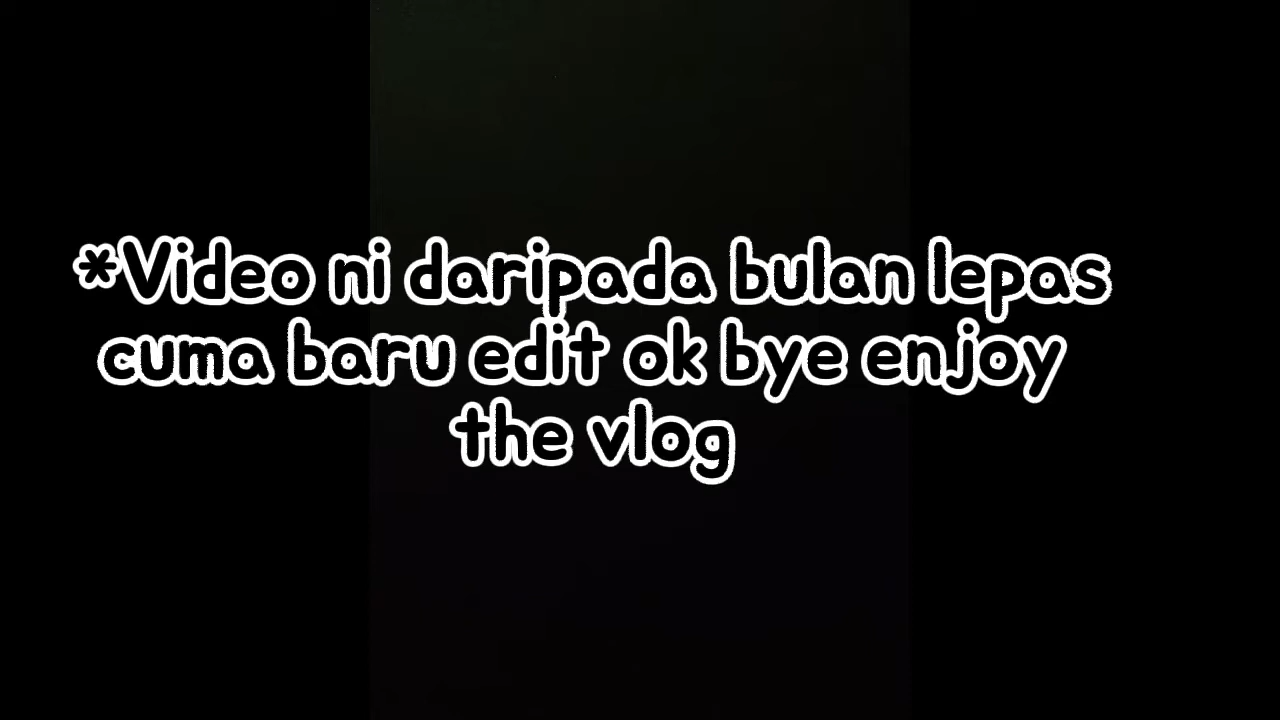 *Video ni daripada bulan lepas
cuma baru edit ok bye enjoy
the vlog